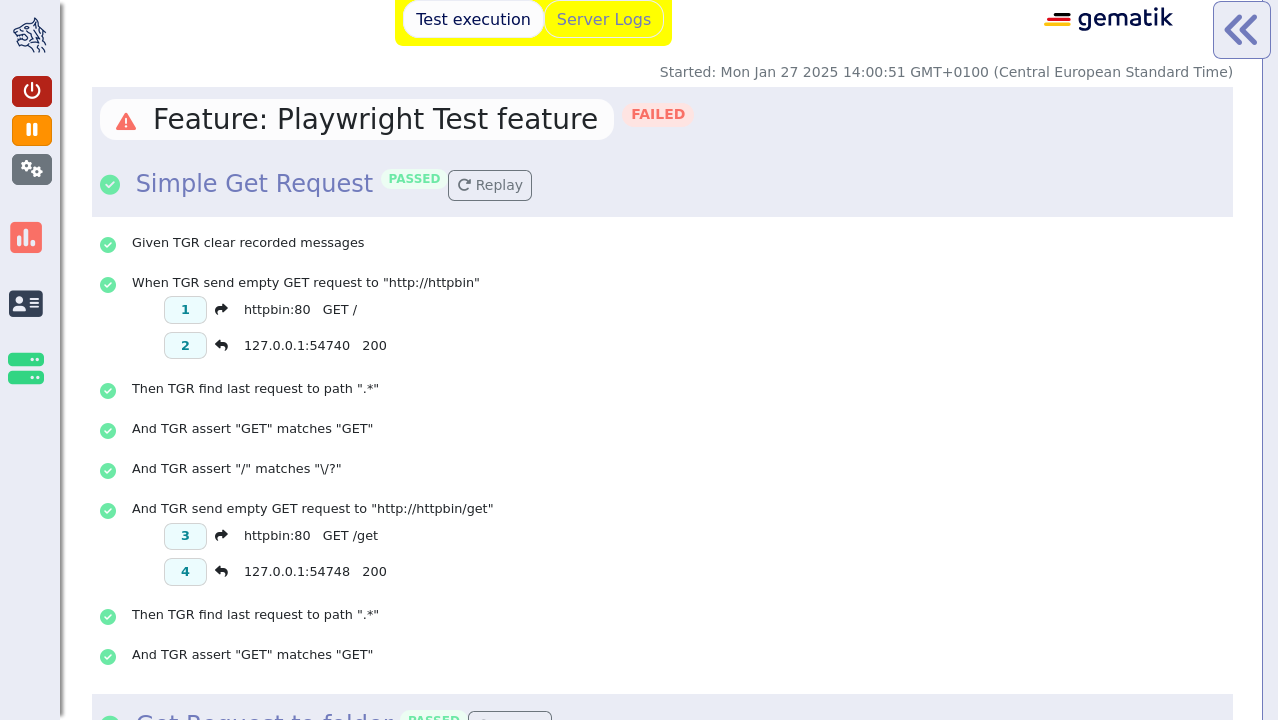 Test execution
Server Logs
gematik
Started: Mon Jan 27 2025 14:00:51 GMT+0100 (Central European Standard Time)
Feature: Playwright Test feature FAILED
Simple Get Request PASSED Replay
Given TGR clear recorded messages
When TGR send empty GET request to "http://httpbin"
1 httpbin:80 GET /
2 127.0.0.1:54740 200
Then TGR find last request to path ".*"
And TGR assert "GET" matches "GET"
And TGR assert "/" matches "\/?"
And TGR send empty GET request to "http://httpbin/get"
3 httpbin:80 GET /get
4 127.0.0.1:54748 200
Then TGR find last request to path ".*"
And TGR assert "GET" matches "GET"
Get Request to folder PASSED